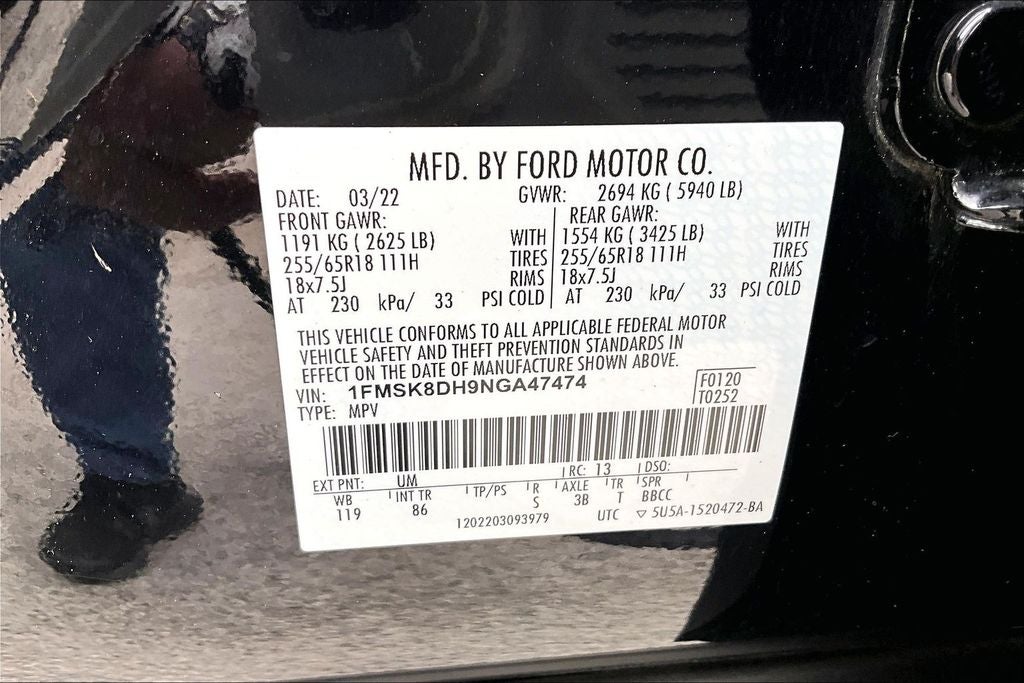 MFD. BY FORD MOTOR CO.
DATE: 03/22 GVWR: 2694 KG ( 5940 LB)
FRONT GAWR: REAR GAWR:
1191 KG ( 2625 LB) WITH 1554 KG ( 3425 LB) WITH
255/65R18 111H TIRES 255/65R18 111H TIRES
18x7.5J RIMS 18x7.5J RIMS
AT 230 kPa/ 33 PSI COLD AT 230 kPa/ 33 PSI COLD
THIS VEHICLE CONFORMS TO ALL APPLICABLE FEDERAL MOTOR
VEHICLE SAFETY AND THEFT PREVENTION STANDARDS IN
EFFECT ON THE DATE OF MANUFACTURE SHOWN ABOVE.
VIN: 1FMSK8DH9NGA47474 F0120
TYPE: MPV T0252
EXT PNT: UM RC: 13 DSO:
WB INT TR TP/PS R AXLE TR SPR
119 86 S 3B T BBCC
1202203093979 UTC ▽ 5U5A-1520472-BA